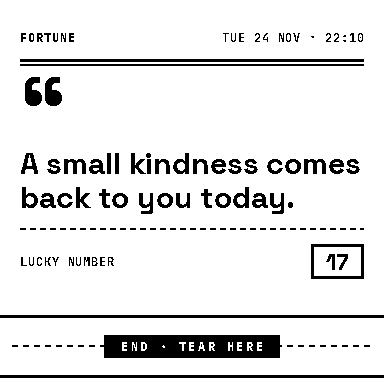 FORTUNE TUE 24 NOV · 22:10
“
A small kindness comes
back to you today.
LUCKY NUMBER 17
END · TEAR HERE